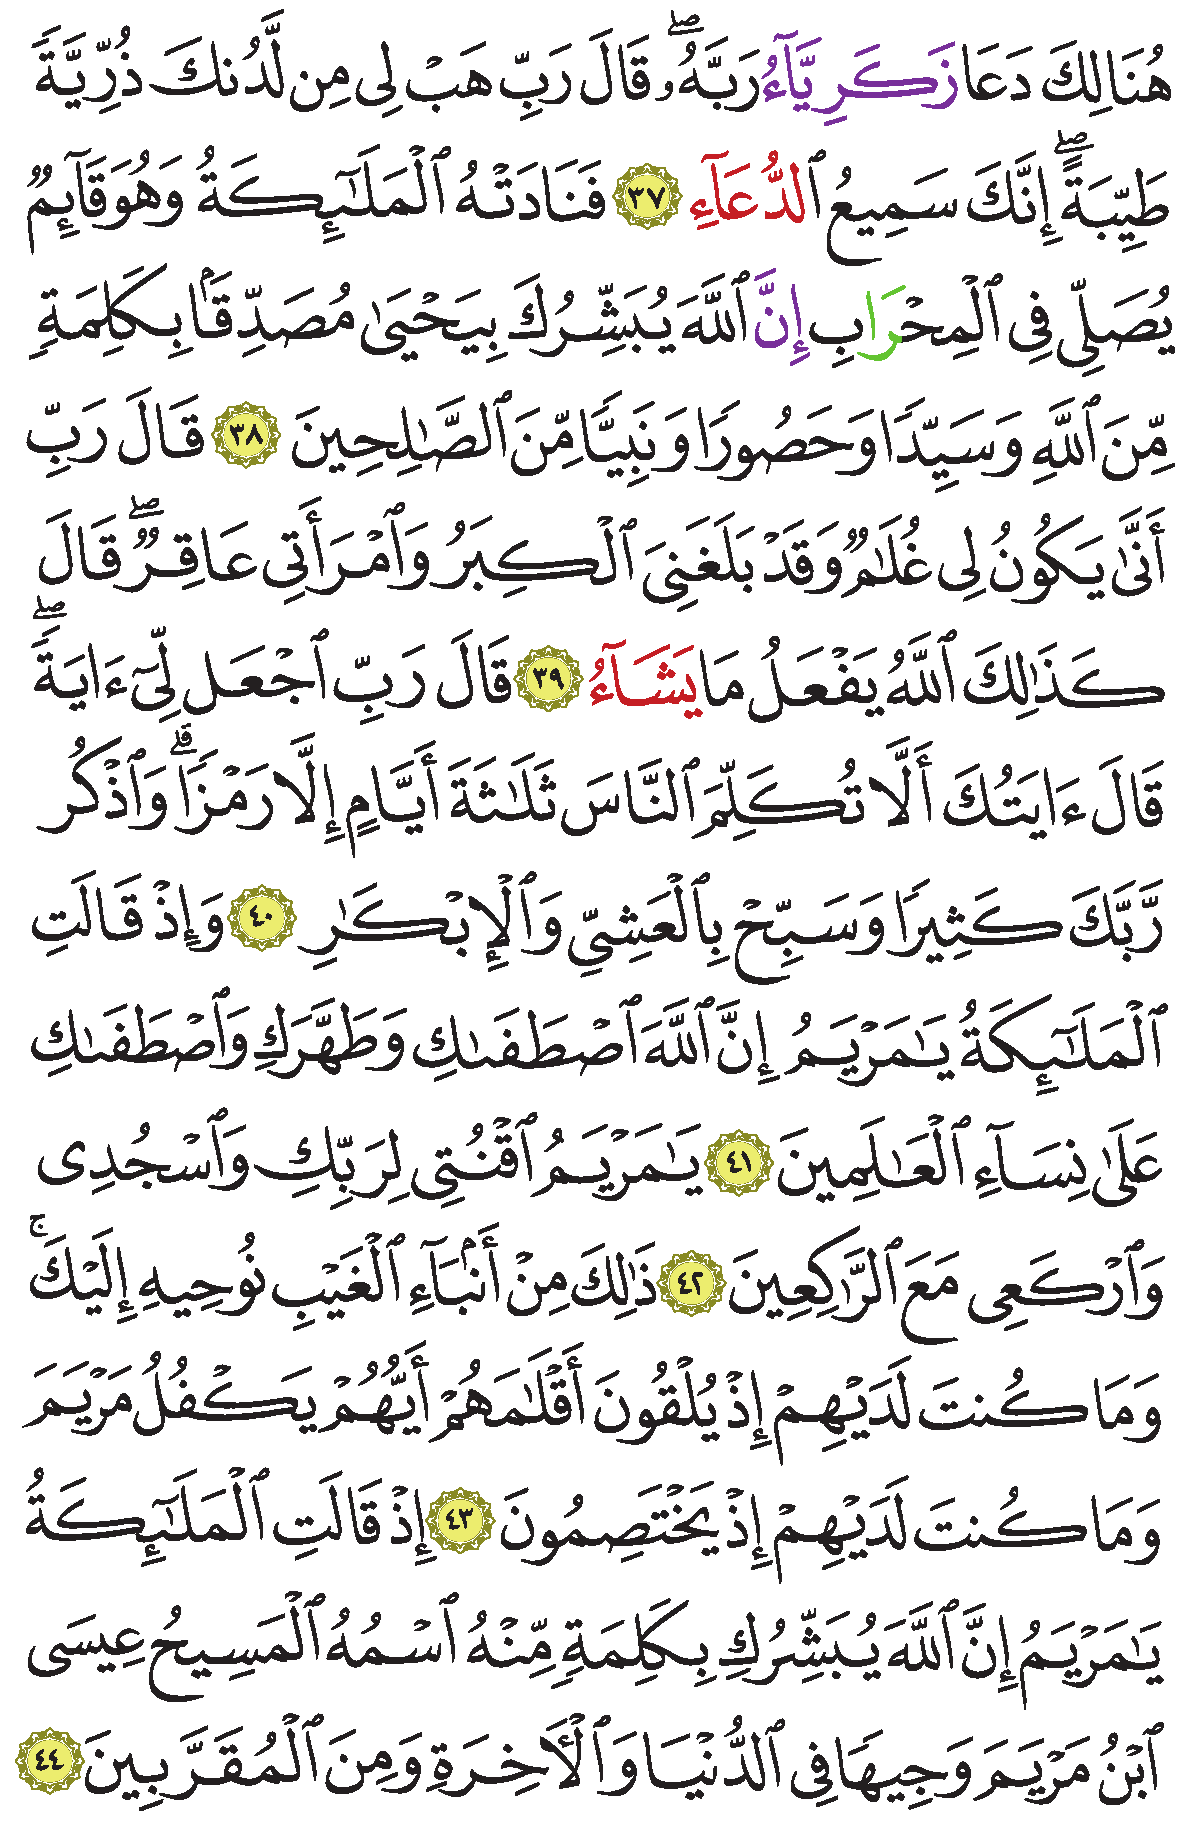 هُنَالِكَ دَعَا زَكَرِيَّآءُ رَبَّهُۥۖ قَالَ رَبِّ هَبْ لِى مِن لَّدُنكَ ذُرِّيَّةً
طَيِّبَةًۖ إِنَّكَ سَمِيعُ ٱلدُّعَآءِ ٣٧ فَنَادَتْهُ ٱلْمَلَٰٓئِكَةُ وَهُوَ قَآئِمٌ
يُصَلِّى فِى ٱلْمِحْرَابِ إِنَّ ٱللَّهَ يُبَشِّرُكَ بِيَحْيَىٰ مُصَدِّقَۢا بِكَلِمَةٍ
مِّنَ ٱللَّهِ وَسَيِّدًا وَحَصُورًا وَنَبِيًّا مِّنَ ٱلصَّٰلِحِينَ ٣٨ قَالَ رَبِّ
أَنَّىٰ يَكُونُ لِى غُلَٰمٌ وَقَدْ بَلَغَنِىَ ٱلْكِبَرُ وَٱمْرَأَتِى عَاقِرٌۖ قَالَ
كَذَٰلِكَ ٱللَّهُ يَفْعَلُ مَا يَشَآءُ ٣٩ قَالَ رَبِّ ٱجْعَل لِّىٓ ءَايَةًۖ
قَالَ ءَايَتُكَ أَلَّا تُكَلِّمَ ٱلنَّاسَ ثَلَٰثَةَ أَيَّامٍ إِلَّا رَمْزًاۗ وَٱذْكُر
رَّبَّكَ كَثِيرًا وَسَبِّحْ بِٱلْعَشِىِّ وَٱلْإِبْكَٰرِ ٤٠ وَإِذْ قَالَتِ
ٱلْمَلَٰٓئِكَةُ يَٰمَرْيَمُ إِنَّ ٱللَّهَ ٱصْطَفَىٰكِ وَطَهَّرَكِ وَٱصْطَفَىٰكِ
عَلَىٰ نِسَآءِ ٱلْعَٰلَمِينَ ٤١ يَٰمَرْيَمُ ٱقْنُتِى لِرَبِّكِ وَٱسْجُدِى
وَٱرْكَعِى مَعَ ٱلرَّٰكِعِينَ ٤٢ ذَٰلِكَ مِنْ أَنۢبَآءِ ٱلْغَيْبِ نُوحِيهِ إِلَيْكَۚ
وَمَا كُنتَ لَدَيْهِمْ إِذْ يُلْقُونَ أَقْلَٰمَهُمْ أَيُّهُمْ يَكْفُلُ مَرْيَمَ
وَمَا كُنتَ لَدَيْهِمْ إِذْ يَخْتَصِمُونَ ٤٣ إِذْ قَالَتِ ٱلْمَلَٰٓئِكَةُ
يَٰمَرْيَمُ إِنَّ ٱللَّهَ يُبَشِّرُكِ بِكَلِمَةٍ مِّنْهُ ٱسْمُهُ ٱلْمَسِيحُ عِيسَى
ٱبْنُ مَرْيَمَ وَجِيهًا فِى ٱلدُّنْيَا وَٱلْأَخِرَةِ وَمِنَ ٱلْمُقَرَّبِينَ ٤٤